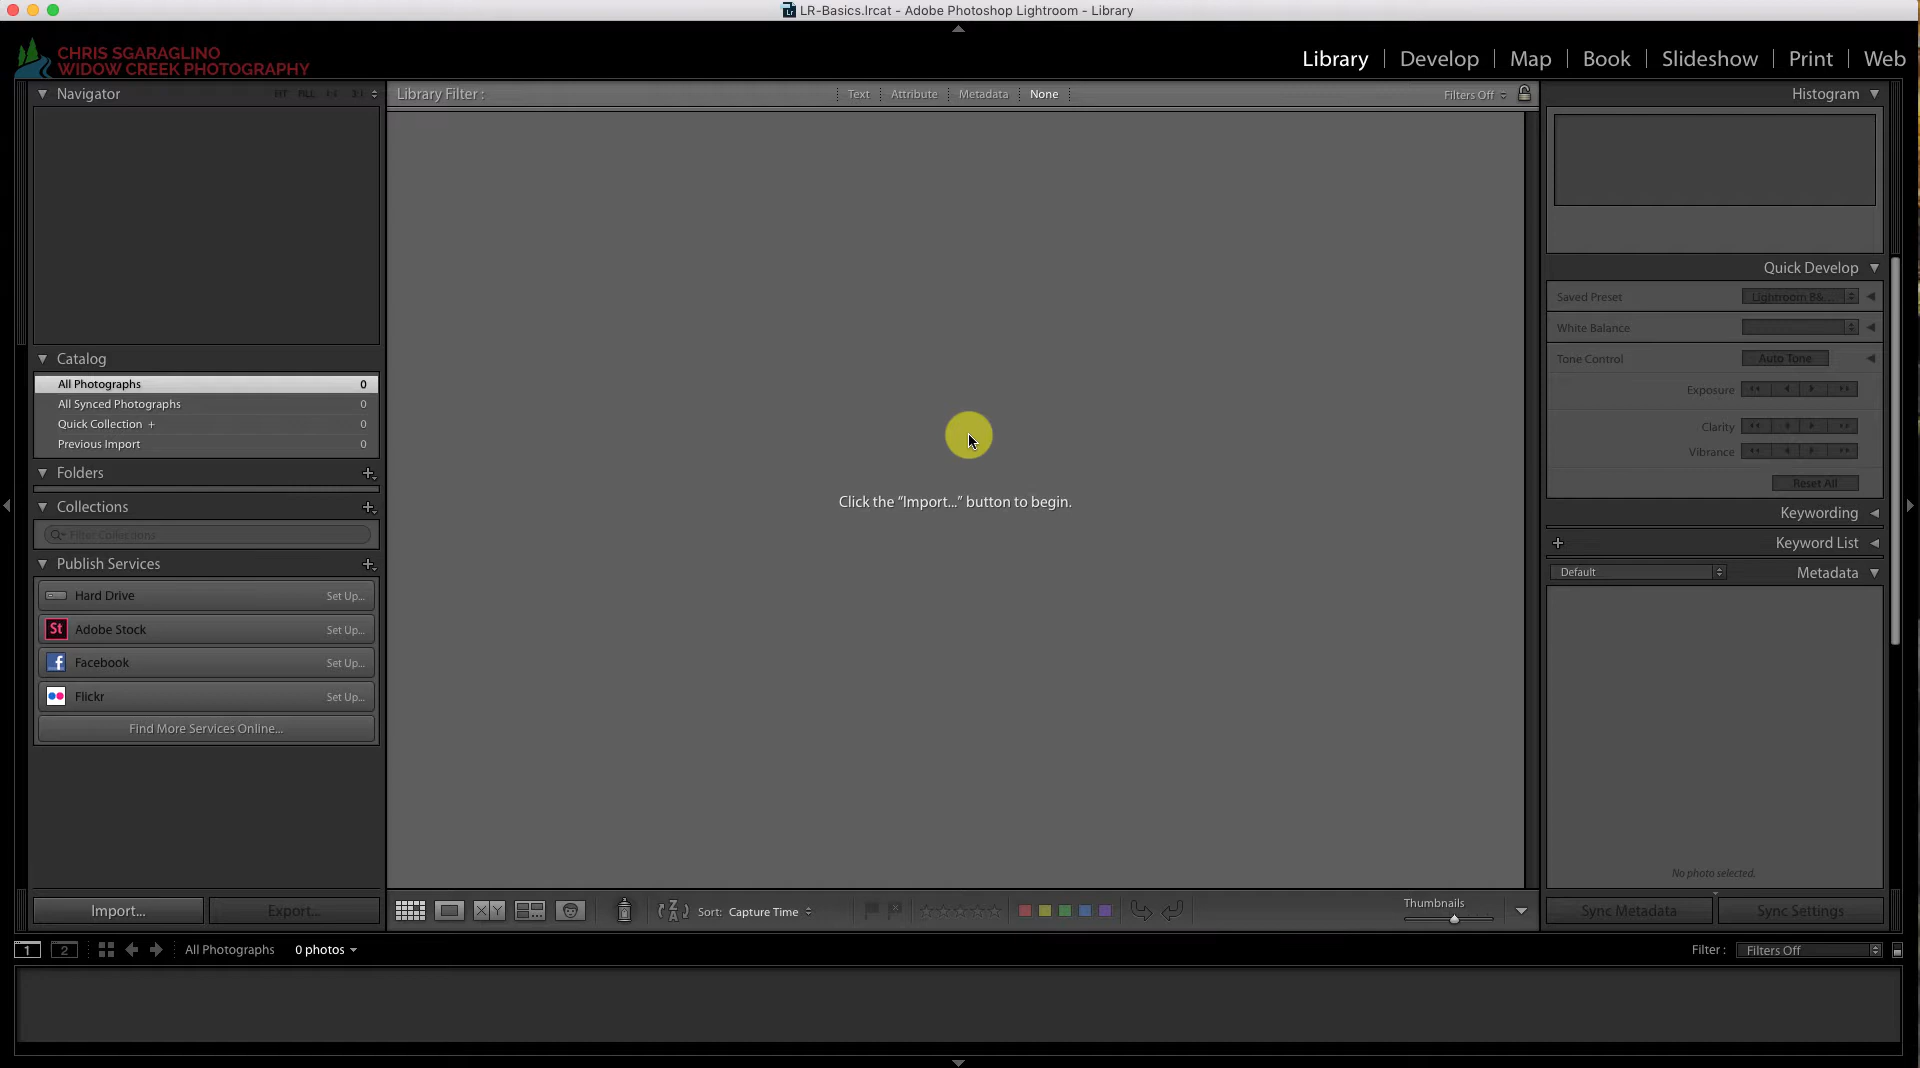 LR-Basics.lrcat - Adobe Photoshop Lightroom - Library
CHRIS SGARAGLINO
WIDOW CREEK PHOTOGRAPHY
Library | Develop | Map | Book | Slideshow | Print | Web
Navigator
Library Filter :
Text | Attribute | Metadata | None
Filters Off
Histogram
Catalog
All Photographs 0
All Synced Photographs 0
Quick Collection + 0
Previous Import 0
Folders
Collections
Filter Collections
Publish Services
Hard Drive Set Up...
St Adobe Stock Set Up...
Facebook Set Up...
Flickr Set Up...
Find More Services Online...
Import...
Export...
Click the “Import...” button to begin.
X Y
Sort: Capture Time
Thumbnails
Quick Develop
Saved Preset Lightroom B&...
White Balance
Tone Control Auto Tone
Exposure
Clarity
Vibrance
Reset All
Keywording
Keyword List
Default
Metadata
No photo selected.
Sync Metadata
Sync Settings
1 2
All Photographs
0 photos
Filter : Filters Off